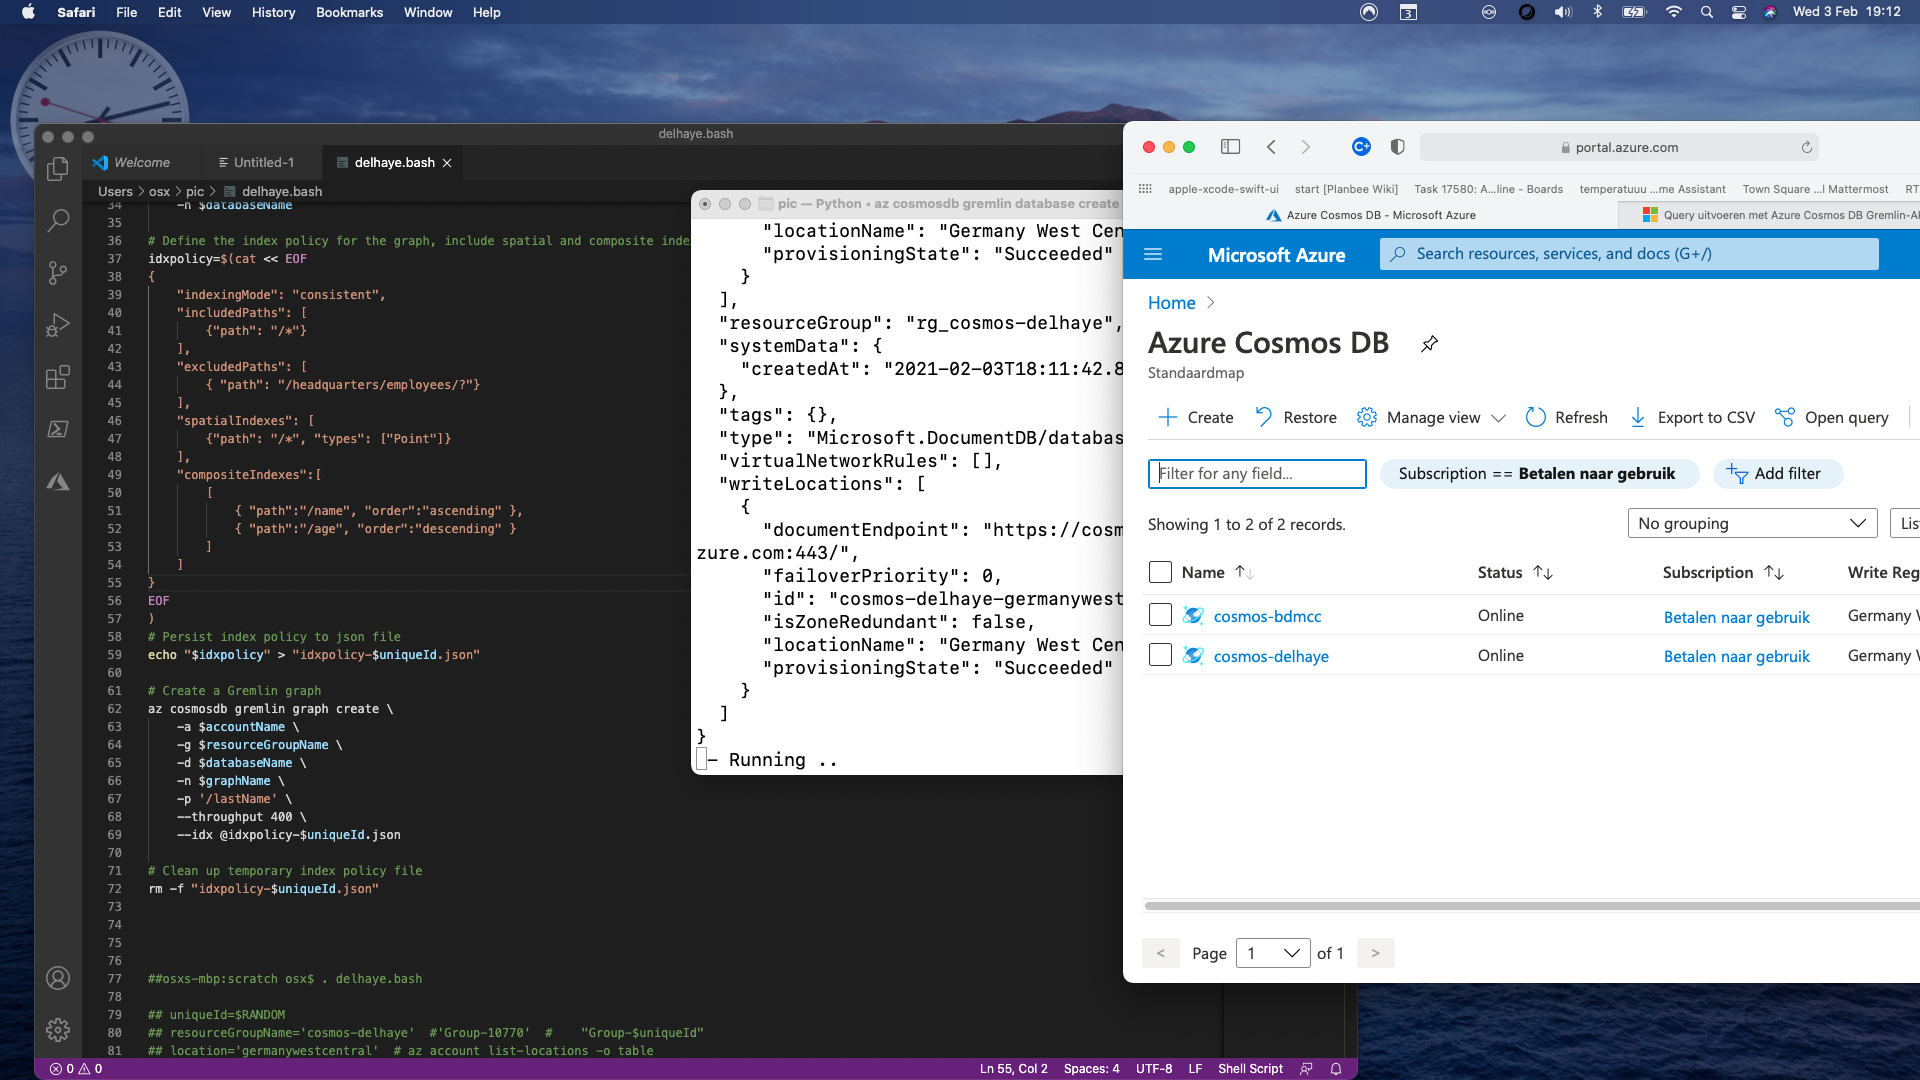 Safari File Edit View History Bookmarks Window Help
3
Wed 3 Feb 19:12
delhaye.bash
Welcome
Untitled-1
delhaye.bash
Users > osx > pic > delhaye.bash
34 -n $databaseName
35
36 # Define the index policy for the graph, include spatial and composite inde
37 idxpolicy=$(cat << EOF
38 {
39 "indexingMode": "consistent",
40 "includedPaths": [
41 {"path": "/*"}
42 ],
43 "excludedPaths": [
44 { "path": "/headquarters/employees/?"}
45 ],
46 "spatialIndexes": [
47 {"path": "/*", "types": ["Point"]}
48 ],
49 "compositeIndexes":[
50 [
51 { "path":"/name", "order":"ascending" },
52 { "path":"/age", "order":"descending" }
53 ]
54 ]
55 }
56 EOF
57 )
58 # Persist index policy to json file
59 echo "$idxpolicy" > "idxpolicy-$uniqueId.json"
60
61 # Create a Gremlin graph
62 az cosmosdb gremlin graph create \
63 -a $accountName \
64 -g $resourceGroupName \
65 -d $databaseName \
66 -n $graphName \
67 -p '/lastName' \
68 --throughput 400 \
69 --idx @idxpolicy-$uniqueId.json
70
71 # Clean up temporary index policy file
72 rm -f "idxpolicy-$uniqueId.json"
73
74
75
76
77 ##osxs-mbp:scratch osx$ . delhaye.bash
78
79 ## uniqueId=$RANDOM
80 ## resourceGroupName='cosmos-delhaye' #'Group-10770' # "Group-$uniqueId"
81 ## location='germanywestcentral' # az account list-locations -o table
0 0
Ln 55, Col 2 Spaces: 4 UTF-8 LF Shell Script
pic — Python ◂ az cosmosdb gremlin database create
"locationName": "Germany West Cen
"provisioningState": "Succeeded"
}
],
"resourceGroup": "rg_cosmos-delhaye",
"systemData": {
"createdAt": "2021-02-03T18:11:42.8
},
"tags": {},
"type": "Microsoft.DocumentDB/databas
"virtualNetworkRules": [],
"writeLocations": [
{
"documentEndpoint": "https://cosm
zure.com:443/",
"failoverPriority": 0,
"id": "cosmos-delhaye-germanywest
"isZoneRedundant": false,
"locationName": "Germany West Cen
"provisioningState": "Succeeded"
}
]
}
- Running ..
C+
portal.azure.com
apple-xcode-swift-ui start [Planbee Wiki] Task 17580: A...line - Boards temperatuuu ...me Assistant Town Square ...l Mattermost RT
Azure Cosmos DB - Microsoft Azure
Query uitvoeren met Azure Cosmos DB Gremlin-AP
Microsoft Azure
Search resources, services, and docs (G+/)
Home >
Azure Cosmos DB
Standaardmap
Create Restore Manage view Refresh Export to CSV Open query
Filter for any field...
Subscription == Betalen naar gebruik
Add filter
Showing 1 to 2 of 2 records.
No grouping
Lis
Name Status Subscription Write Reg
cosmos-bdmcc Online Betalen naar gebruik Germany W
cosmos-delhaye Online Betalen naar gebruik Germany W
< Page 1 of 1 >